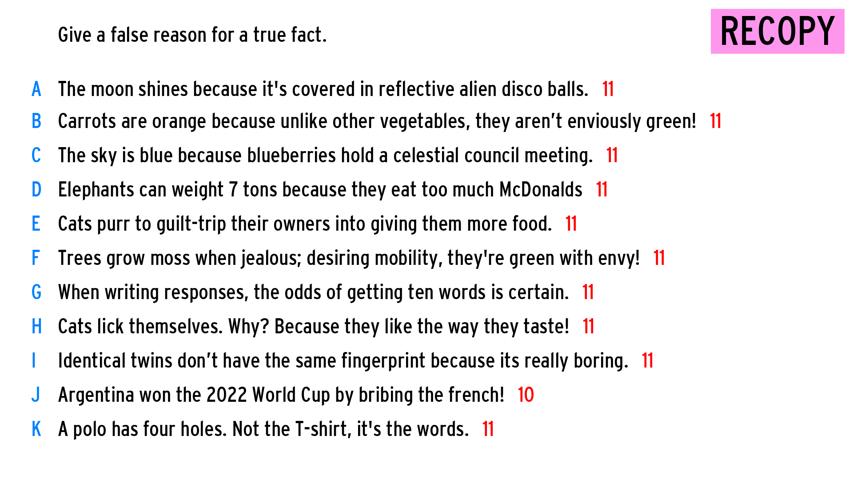 Give a false reason for a true fact.
RECOPY
A The moon shines because it's covered in reflective alien disco balls. 11
B Carrots are orange because unlike other vegetables, they aren’t enviously green! 11
C The sky is blue because blueberries hold a celestial council meeting. 11
D Elephants can weight 7 tons because they eat too much McDonalds 11
E Cats purr to guilt-trip their owners into giving them more food. 11
F Trees grow moss when jealous; desiring mobility, they're green with envy! 11
G When writing responses, the odds of getting ten words is certain. 11
H Cats lick themselves. Why? Because they like the way they taste! 11
I Identical twins don’t have the same fingerprint because its really boring. 11
J Argentina won the 2022 World Cup by bribing the french! 10
K A polo has four holes. Not the T-shirt, it's the words. 11